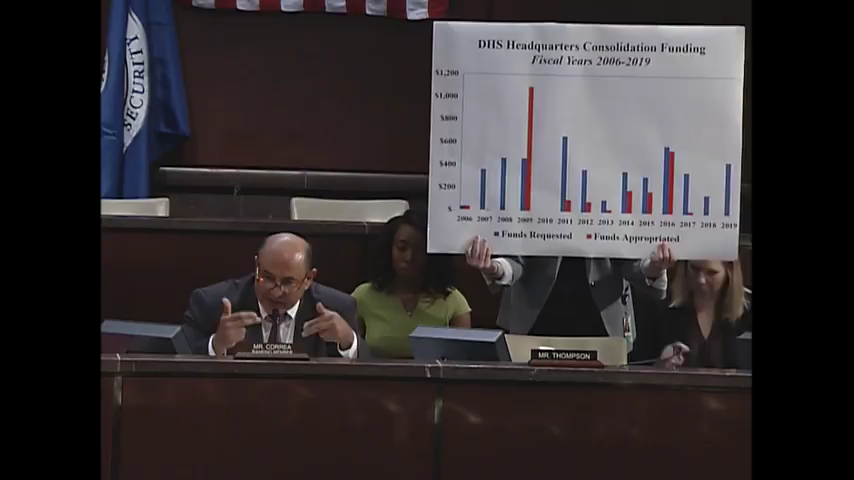 SECURITY
DHS Headquarters Consolidation Funding
Fiscal Years 2006-2019
$1,200
$1,000
$800
$600
$400
$200
$-
2006 2007 2008 2009 2010 2011 2012 2013 2014 2015 2016 2017 2018 2019
Funds Requested Funds Appropriated
MR. CORREA
RANKING MEMBER
MR. THOMPSON